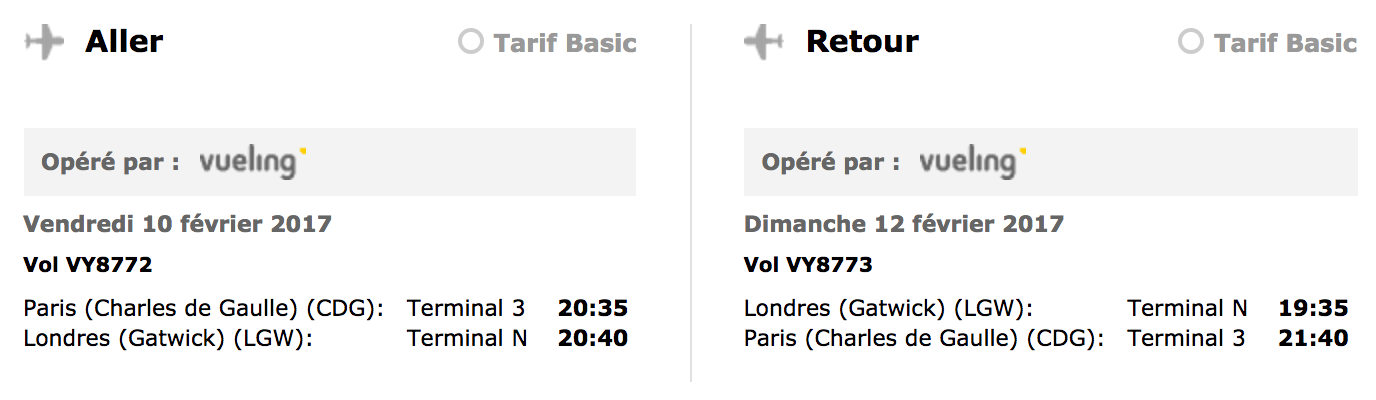 Aller
Tarif Basic
Opéré par : vueling
Vendredi 10 février 2017
Vol VY8772
Paris (Charles de Gaulle) (CDG): Terminal 3 20:35
Londres (Gatwick) (LGW): Terminal N 20:40
Retour
Tarif Basic
Opéré par : vueling
Dimanche 12 février 2017
Vol VY8773
Londres (Gatwick) (LGW): Terminal N 19:35
Paris (Charles de Gaulle) (CDG): Terminal 3 21:40